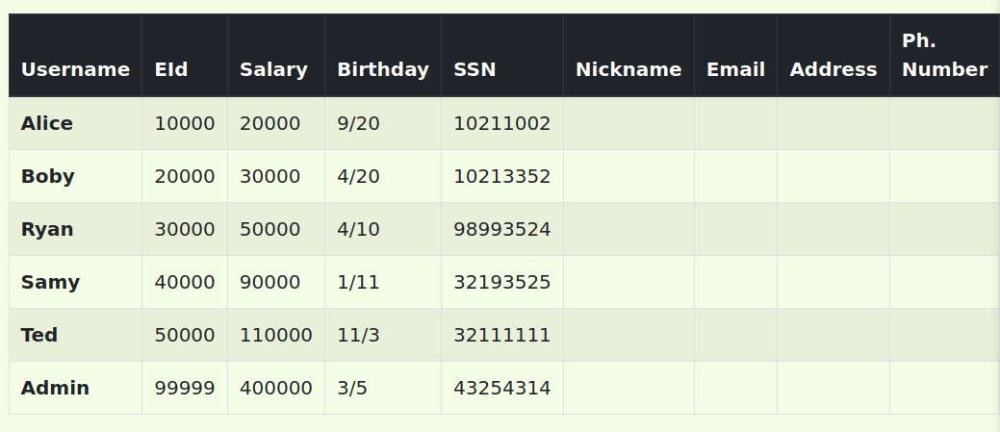 Username EId Salary Birthday SSN Nickname Email Address Ph. Number
Alice 10000 20000 9/20 10211002
Boby 20000 30000 4/20 10213352
Ryan 30000 50000 4/10 98993524
Samy 40000 90000 1/11 32193525
Ted 50000 110000 11/3 32111111
Admin 99999 400000 3/5 43254314